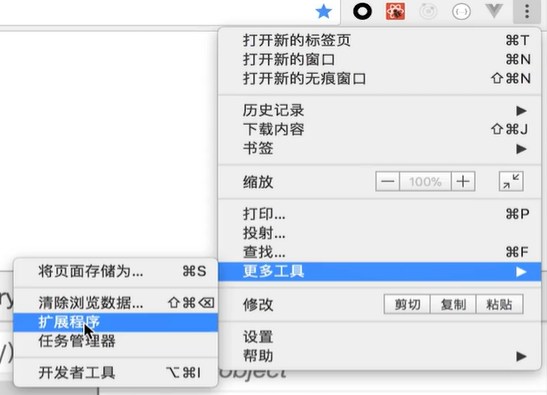 打开新的标签页 ⌘T
打开新的窗口 ⌘N
打开新的无痕窗口 ⇧⌘N
历史记录 ▶
下载内容 ⇧⌘J
书签 ▶
缩放 — 100% +
打印... ⌘P
投射...
查找... ⌘F
更多工具 ▶
修改 剪切 复制 粘贴
设置
帮助 ▶
将页面存储为... ⌘S
清除浏览数据... ⇧⌘⌫
扩展程序
任务管理器
开发者工具 ⌥⌘I
object